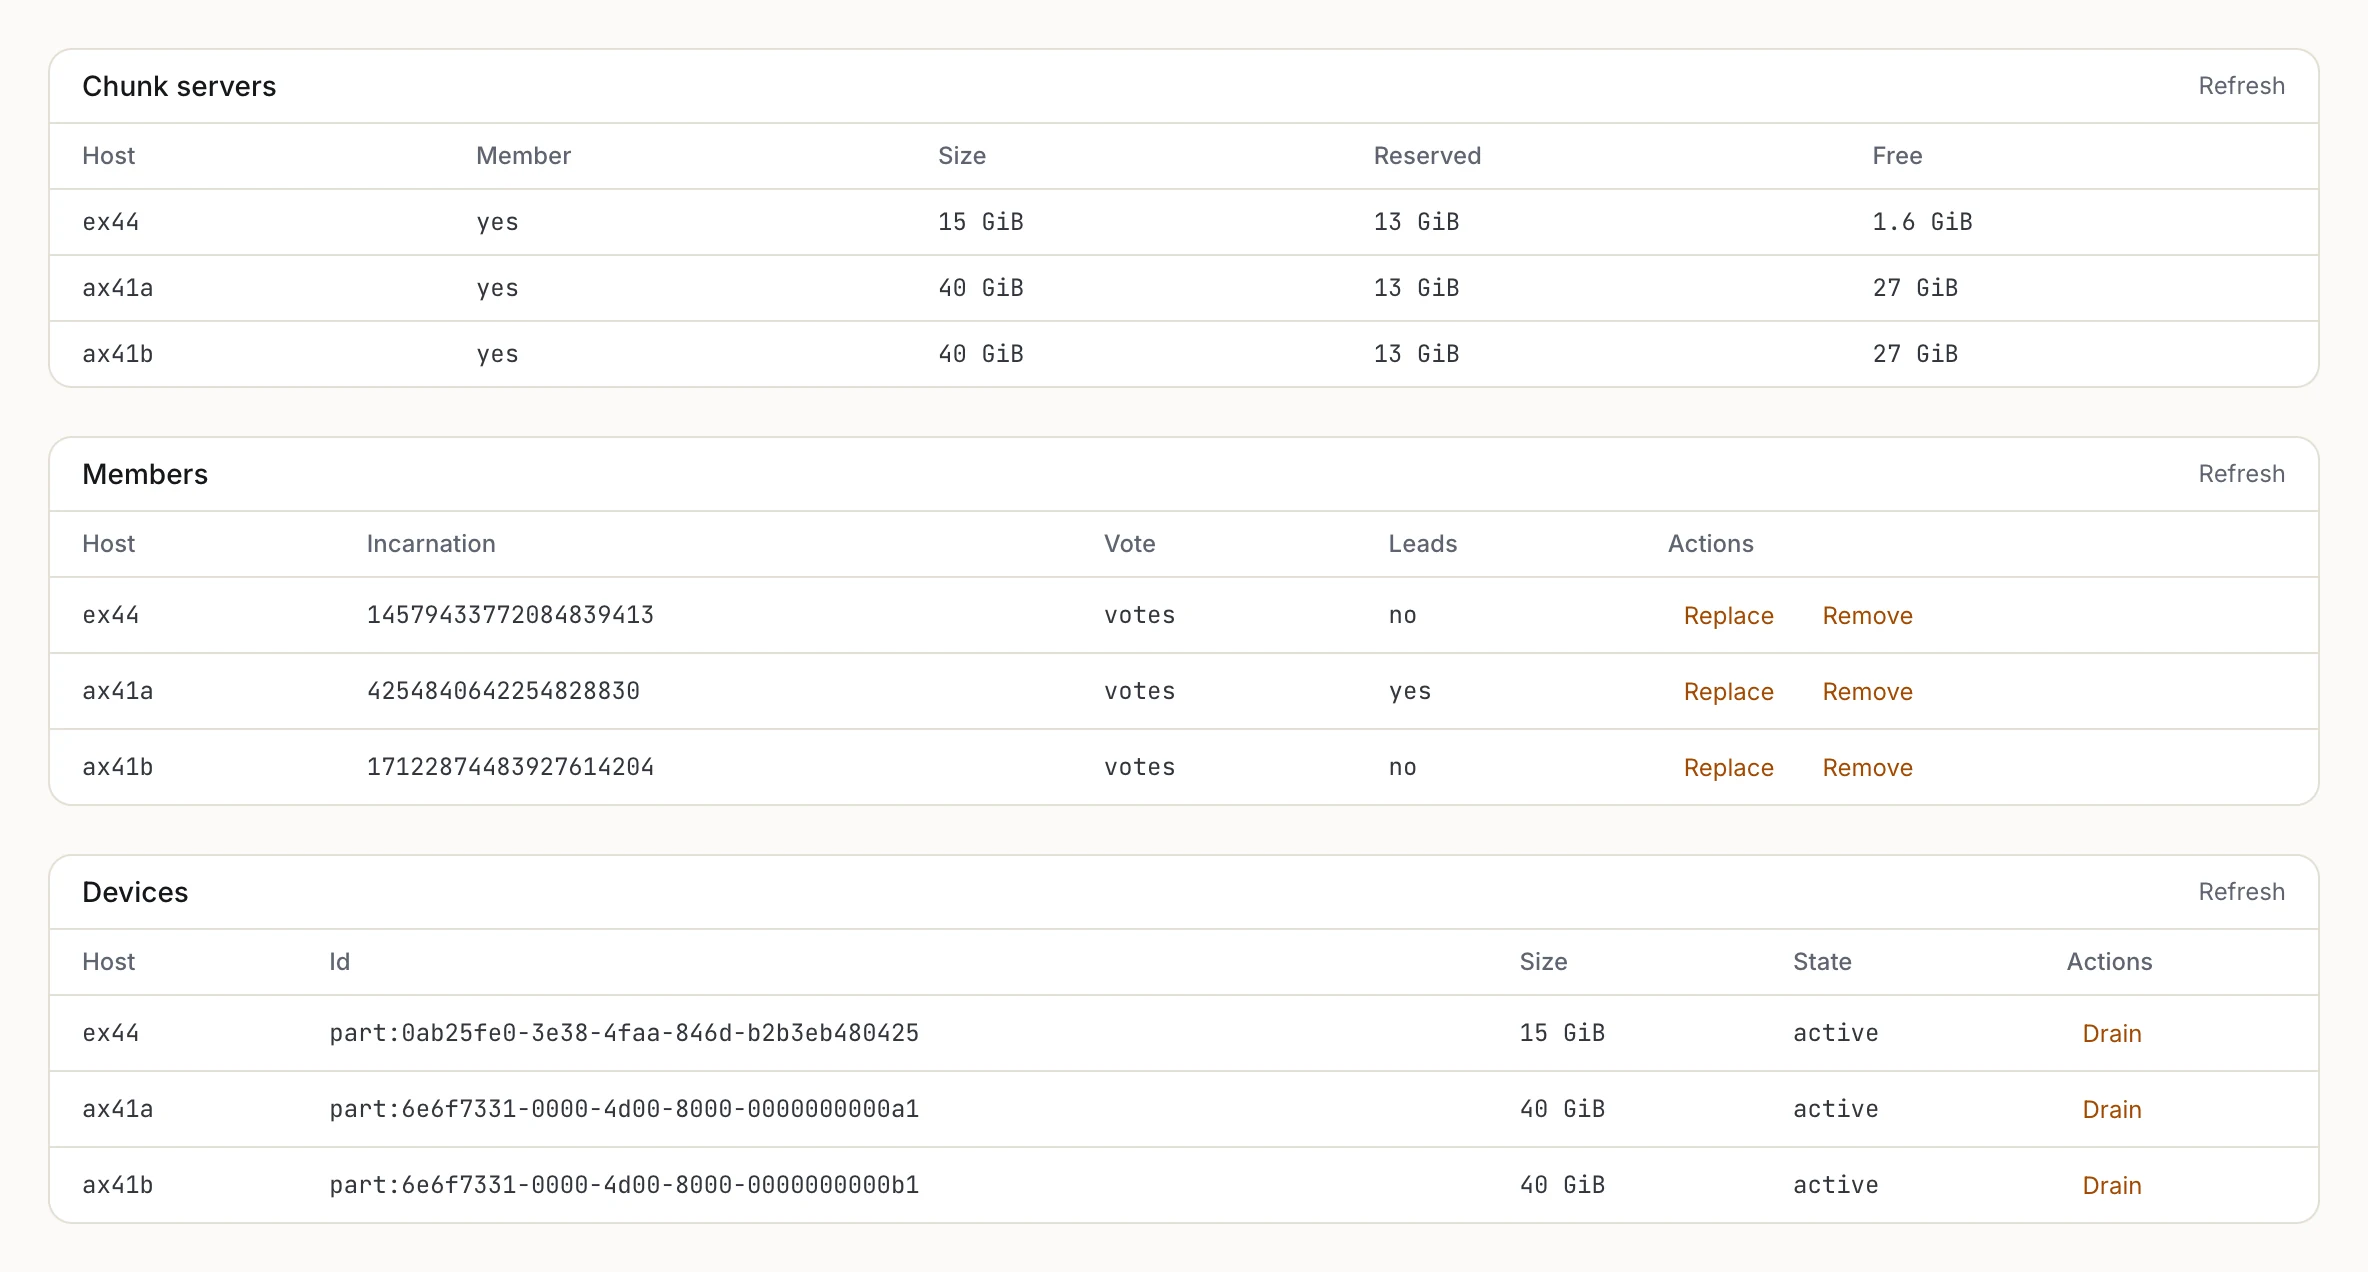 Chunk servers Refresh
Host Member Size Reserved Free
ex44 yes 15 GiB 13 GiB 1.6 GiB
ax41a yes 40 GiB 13 GiB 27 GiB
ax41b yes 40 GiB 13 GiB 27 GiB
Members Refresh
Host Incarnation Vote Leads Actions
ex44 14579433772084839413 votes no Replace Remove
ax41a 4254840642254828830 votes yes Replace Remove
ax41b 17122874483927614204 votes no Replace Remove
Devices Refresh
Host Id Size State Actions
ex44 part:0ab25fe0-3e38-4faa-846d-b2b3eb480425 15 GiB active Drain
ax41a part:6e6f7331-0000-4d00-8000-0000000000a1 40 GiB active Drain
ax41b part:6e6f7331-0000-4d00-8000-0000000000b1 40 GiB active Drain